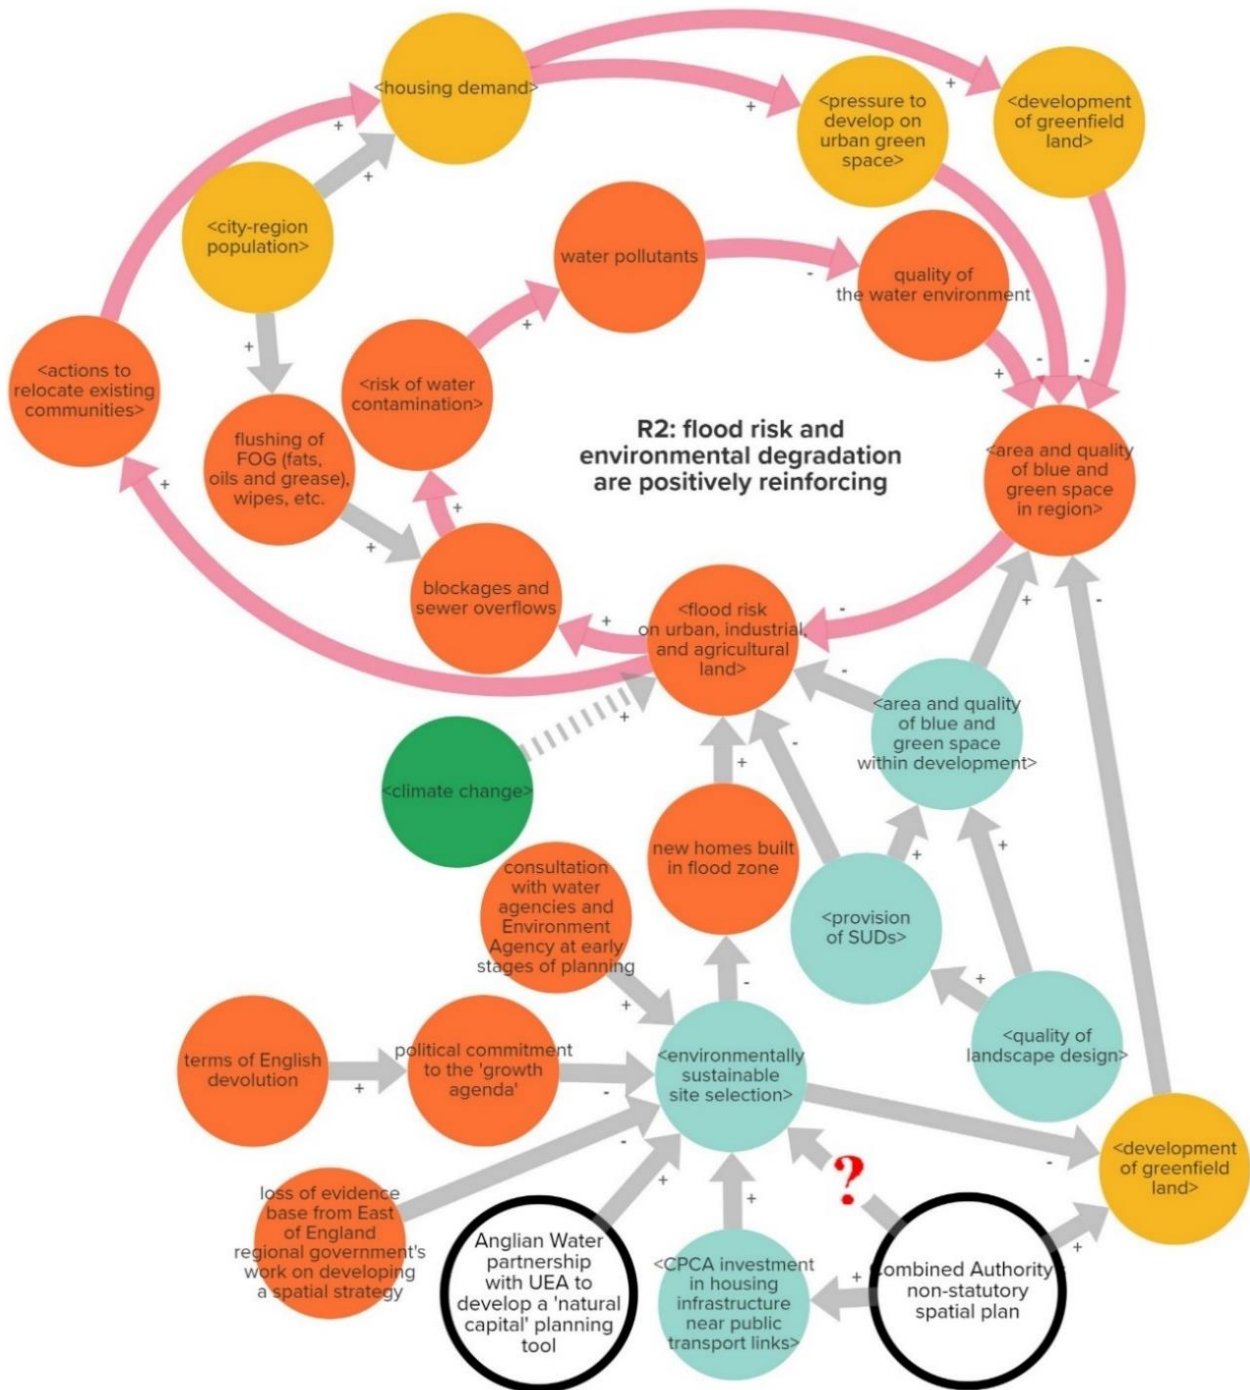 <housing demand>
<pressure to
develop on
urban green
space>
<development
of greenfield
land>
+
+
+
+
<city-region
population>
water pollutants
quality of
the water environment
-
+
+
<actions to
relocate existing
communities>
<risk of water
contamination>
+
-
-
R2: flood risk and
environmental degradation
are positively reinforcing
flushing of
FOG (fats,
oils and grease),
wipes, etc.
<area and quality
of blue and
green space
in region>
+
+
+
blockages and
sewer overflows
+
<flood risk
on urban, industrial,
and agricultural
land>
-
+
-
-
<area and quality
of blue and
green space
within development>
+
-
+
<climate change>
new homes built
in flood zone
+
+
consultation
with water
agencies and
Environment
Agency at early
stages of planning
<provision
of SUDs>
+
-
+
<quality of
landscape design>
terms of English
devolution
+
political commitment
to the 'growth
agenda'
-
<environmentally
sustainable
site selection>
-
-
<development
of greenfield
land>
?
loss of evidence
base from East
of England
regional government's
work on developing
a spatial strategy
+
+
+
Anglian Water
partnership
with UEA to
develop a 'natural
capital' planning
tool
<CPCA investment
in housing
infrastructure
near public
transport links>
+
Combined Authority
non-statutory
spatial plan